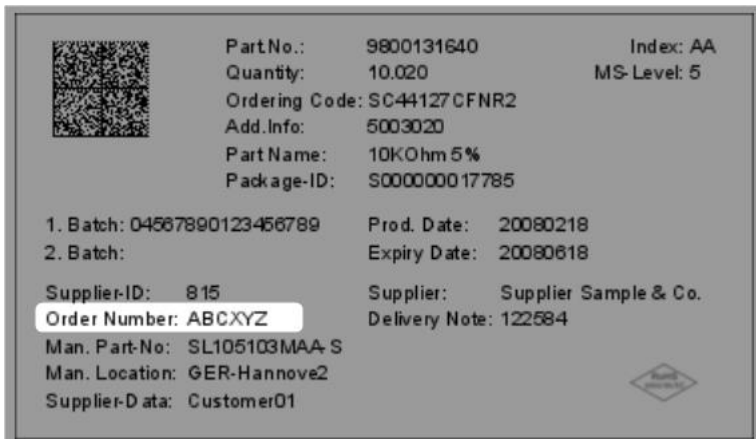 Part.No.: 9800131640 Index: AA
Quantity: 10.020 MS-Level: 5
Ordering Code: SC44127CFNR2
Add.Info: 5003020
Part Name: 10KOhm 5%
Package-ID: S000000017785
1. Batch: 04567890123456789 Prod. Date: 20080218
2. Batch: Expiry Date: 20080618
Supplier-ID: 815 Supplier: Supplier Sample & Co.
Order Number: ABCXYZ Delivery Note: 122584
Man. Part-No: SL105103MAA-S
Man. Location: GER-Hannove2
Supplier-Data: Customer01
RoHS